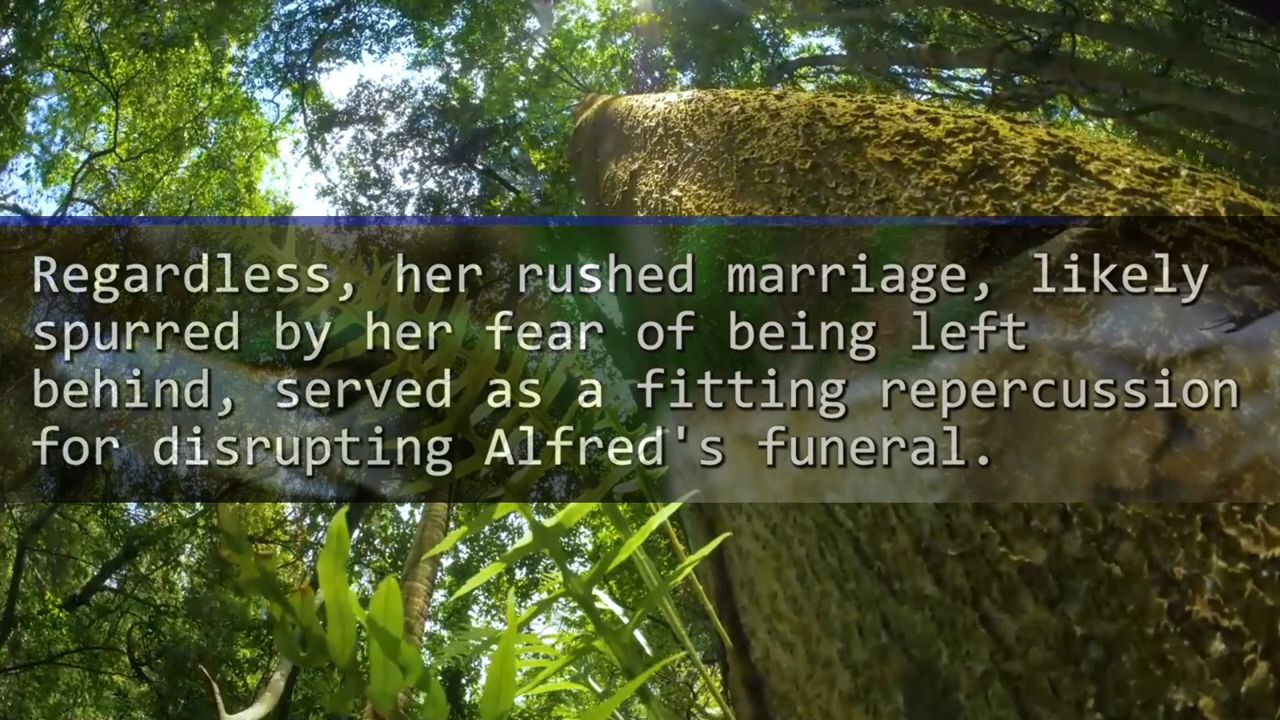 Regardless, her rushed marriage, likely
spurred by her fear of being left
behind, served as a fitting repercussion
for disrupting Alfred's funeral.